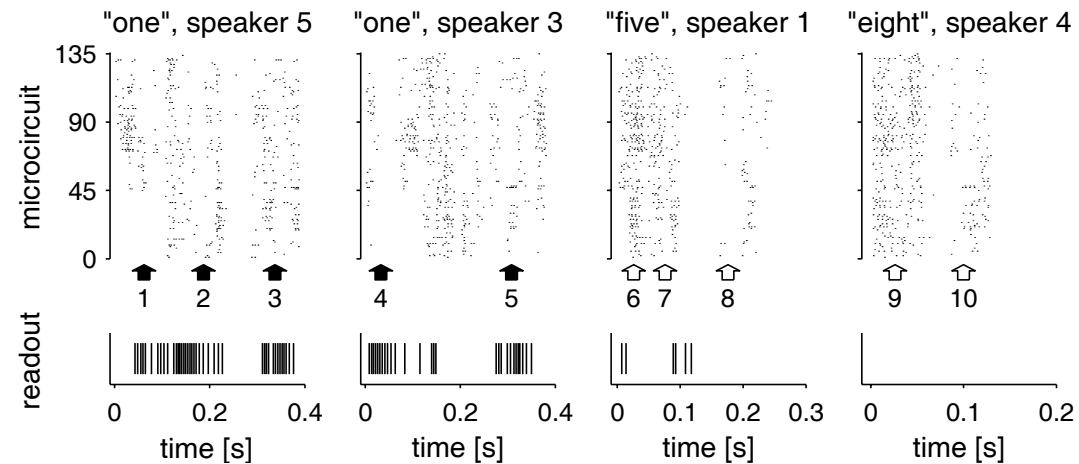 "one", speaker 5 "one", speaker 3 "five", speaker 1 "eight", speaker 4
microcircuit
135
90
45
0
1 2 3 4 5 6 7 8 9 10
readout
0 0.2 0.4 0 0.2 0.4 0 0.1 0.2 0.3 0 0.1 0.2
time [s] time [s] time [s] time [s]